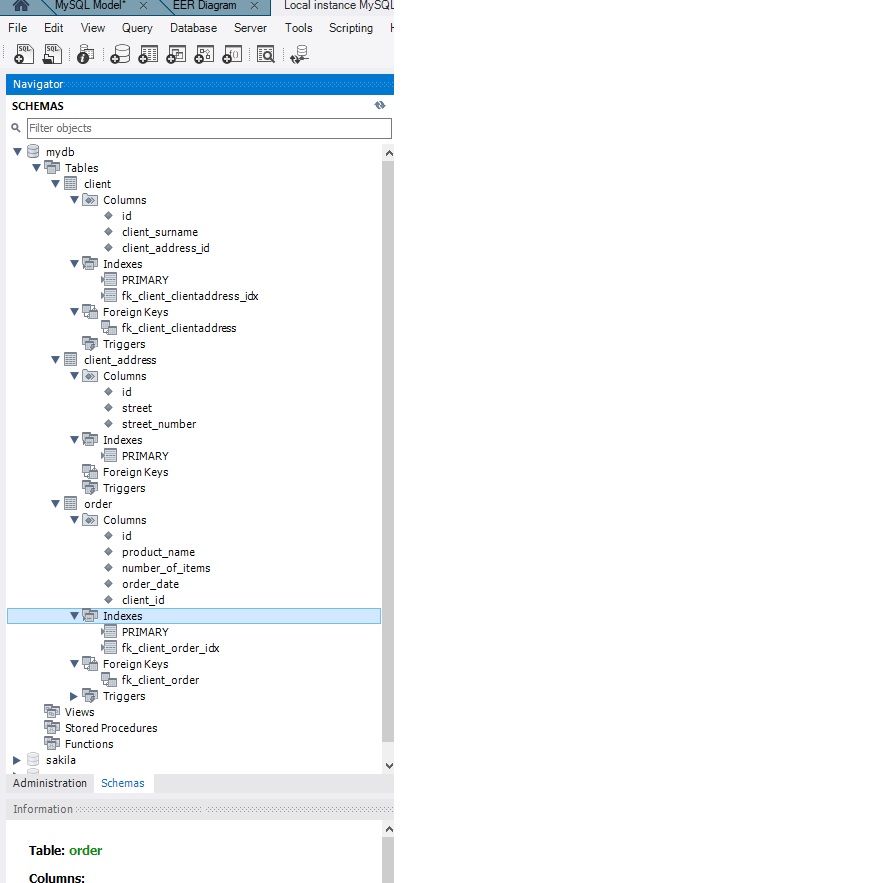 MySQL Model* × EER Diagram × Local instance MySQL
File Edit View Query Database Server Tools Scripting
SQL SQL
Navigator
SCHEMAS
Filter objects
mydb
Tables
client
Columns
id
client_surname
client_address_id
Indexes
PRIMARY
fk_client_clientaddress_idx
Foreign Keys
fk_client_clientaddress
Triggers
client_address
Columns
id
street
street_number
Indexes
PRIMARY
Foreign Keys
Triggers
order
Columns
id
product_name
number_of_items
order_date
client_id
Indexes
PRIMARY
fk_client_order_idx
Foreign Keys
fk_client_order
Triggers
Views
Stored Procedures
Functions
sakila
Administration Schemas
Information
Table: order
Columns: